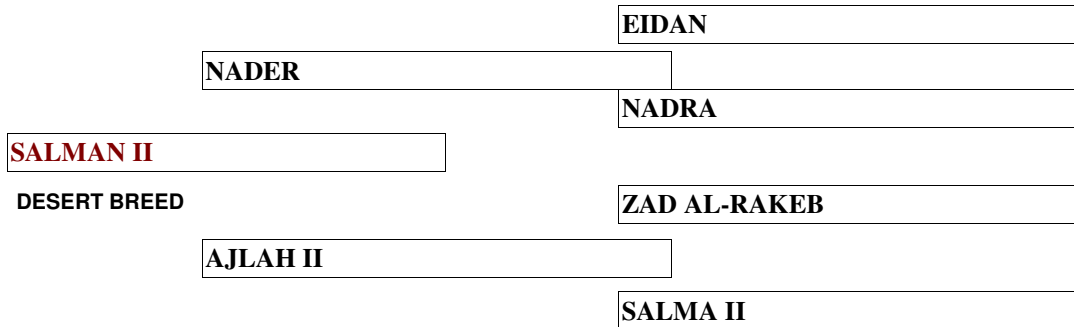 EIDAN
NADER
NADRA
SALMAN II
DESERT BREED
ZAD AL-RAKEB
AJLAH II
SALMA II